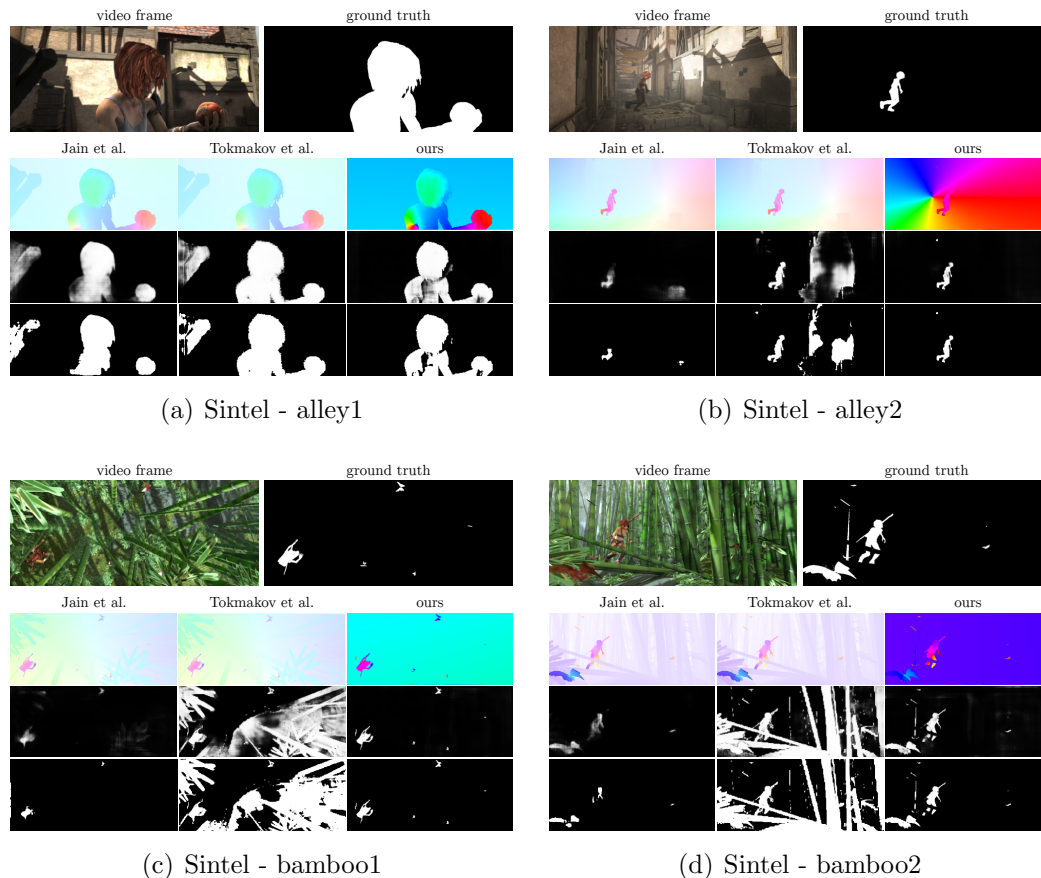 video frame ground truth
Jain et al. Tokmakov et al. ours
(a) Sintel - alley1
video frame ground truth
Jain et al. Tokmakov et al. ours
(b) Sintel - alley2
video frame ground truth
Jain et al. Tokmakov et al. ours
(c) Sintel - bamboo1
video frame ground truth
Jain et al. Tokmakov et al. ours
(d) Sintel - bamboo2